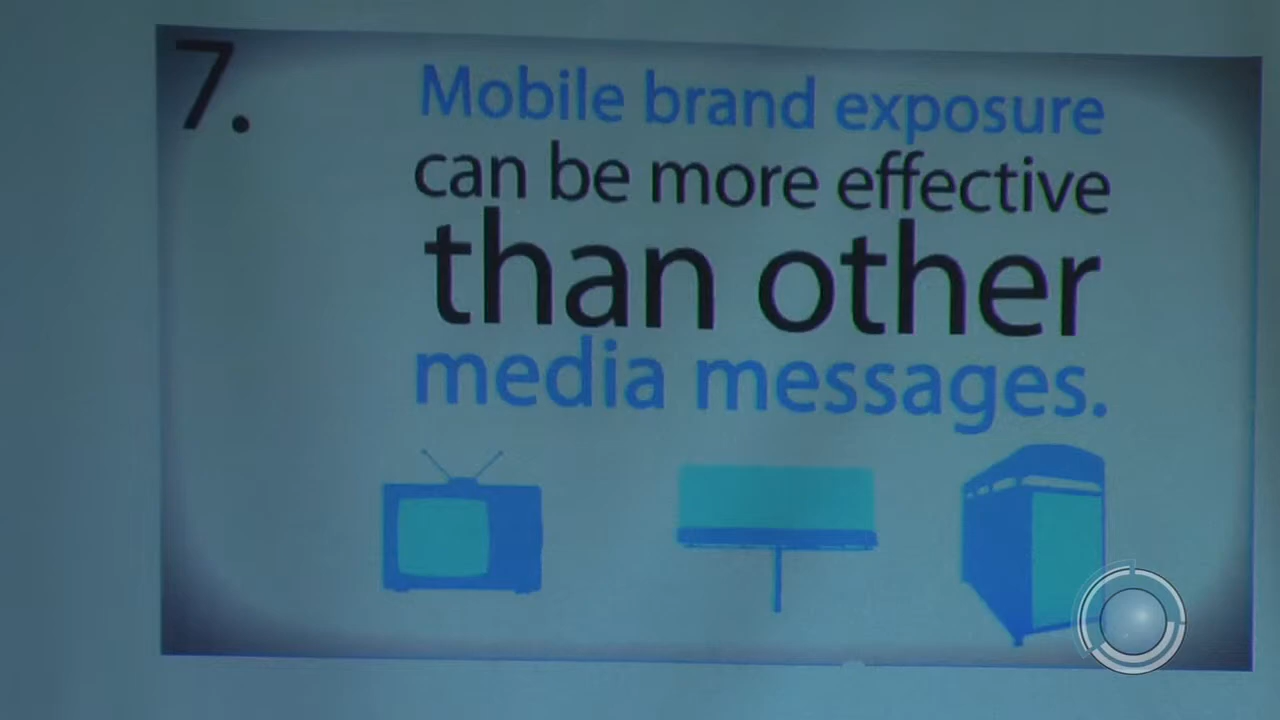 7.
Mobile brand exposure
can be more effective
than other
media messages.